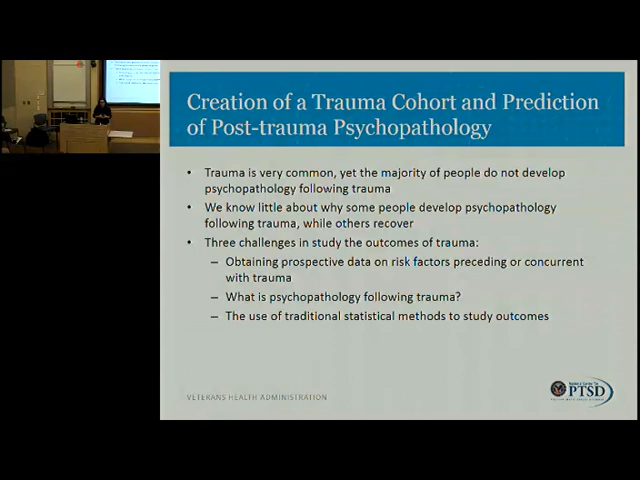 Creation of a Trauma Cohort and Prediction
of Post-trauma Psychopathology
• Trauma is very common, yet the majority of people do not develop
psychopathology following trauma
• We know little about why some people develop psychopathology
following trauma, while others recover
• Three challenges in study the outcomes of trauma:
– Obtaining prospective data on risk factors preceding or concurrent
with trauma
– What is psychopathology following trauma?
– The use of traditional statistical methods to study outcomes
VETERANS HEALTH ADMINISTRATION
National Center for
PTSD